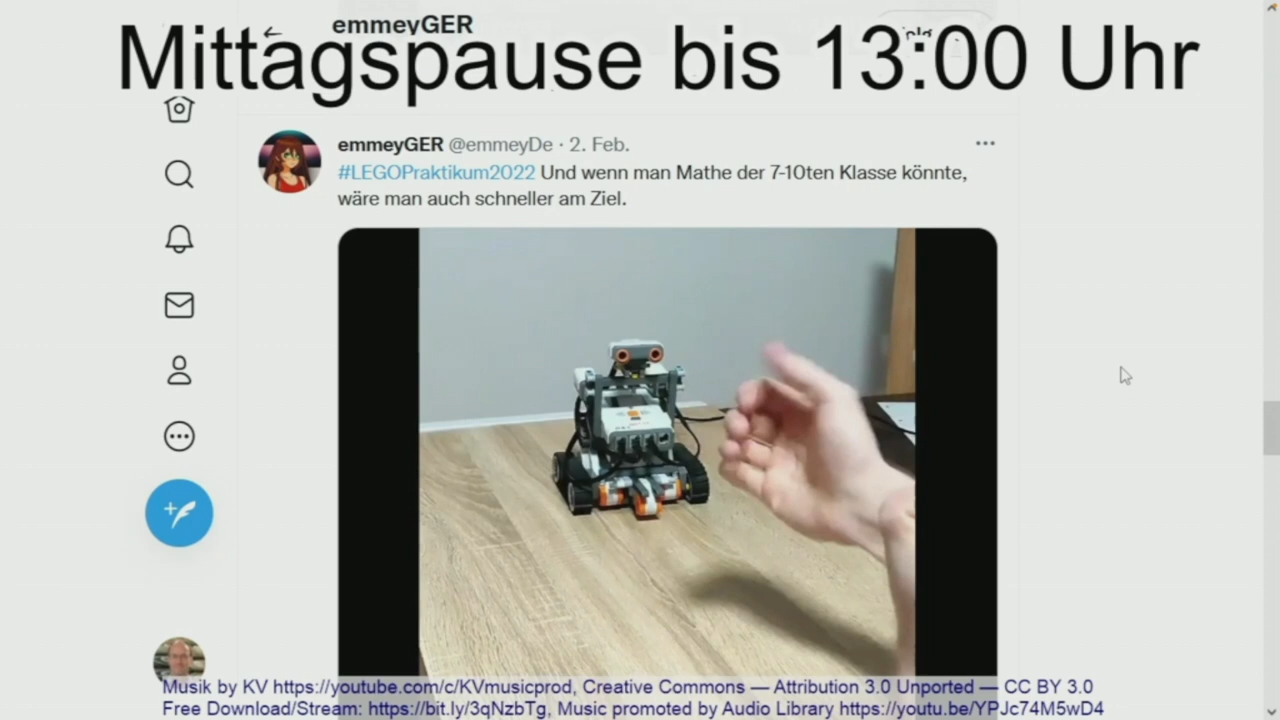 emmeyGER
Mittagspause bis 13:00 Uhr
emmeyGER @emmeyDe · 2. Feb.
#LEGOPraktikum2022 Und wenn man Mathe der 7-10ten Klasse könnte,
wäre man auch schneller am Ziel.
Musik by KV https://youtube.com/c/KVmusicprod, Creative Commons — Attribution 3.0 Unported — CC BY 3.0
Free Download/Stream: https://bit.ly/3qNzbTg, Music promoted by Audio Library https://youtu.be/YPJc74M5wD4